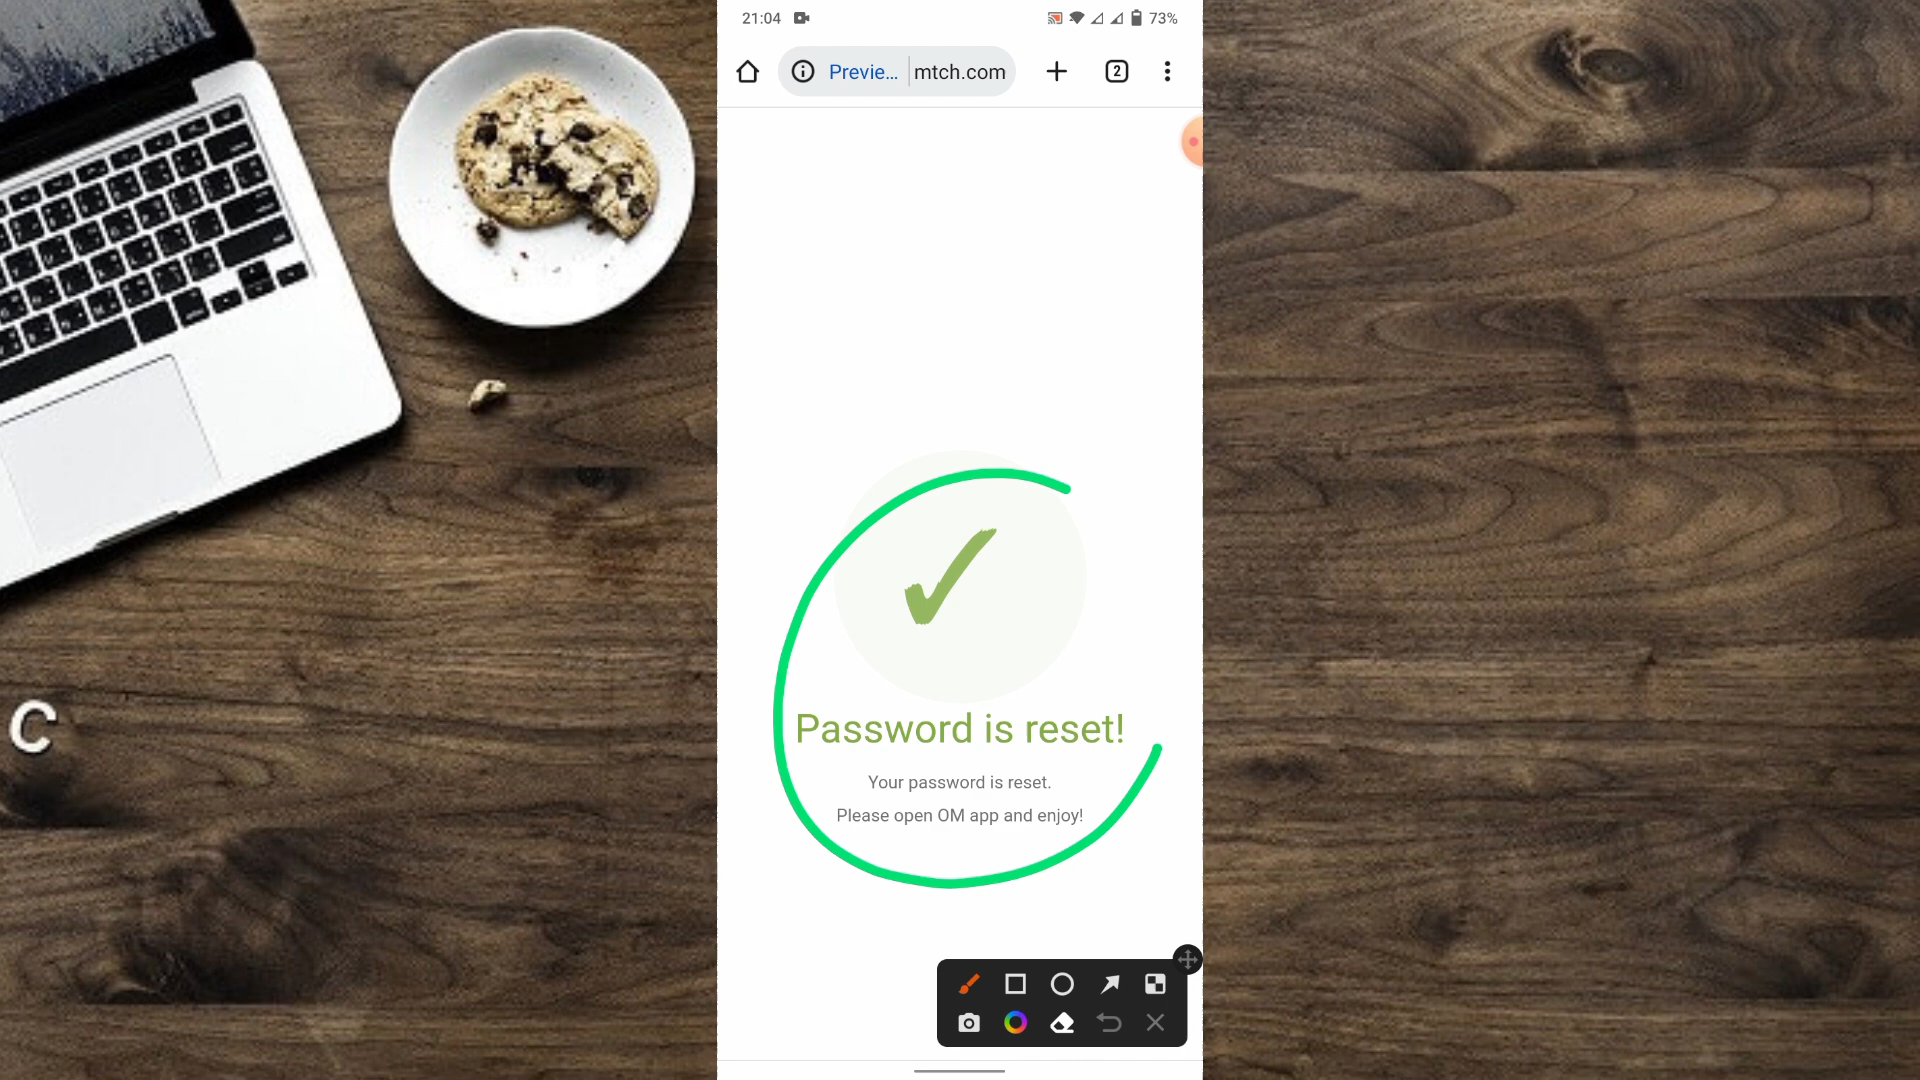 21:04
73%
Previe... mtch.com
2
Password is reset!
Your password is reset.
Please open OM app and enjoy!
C